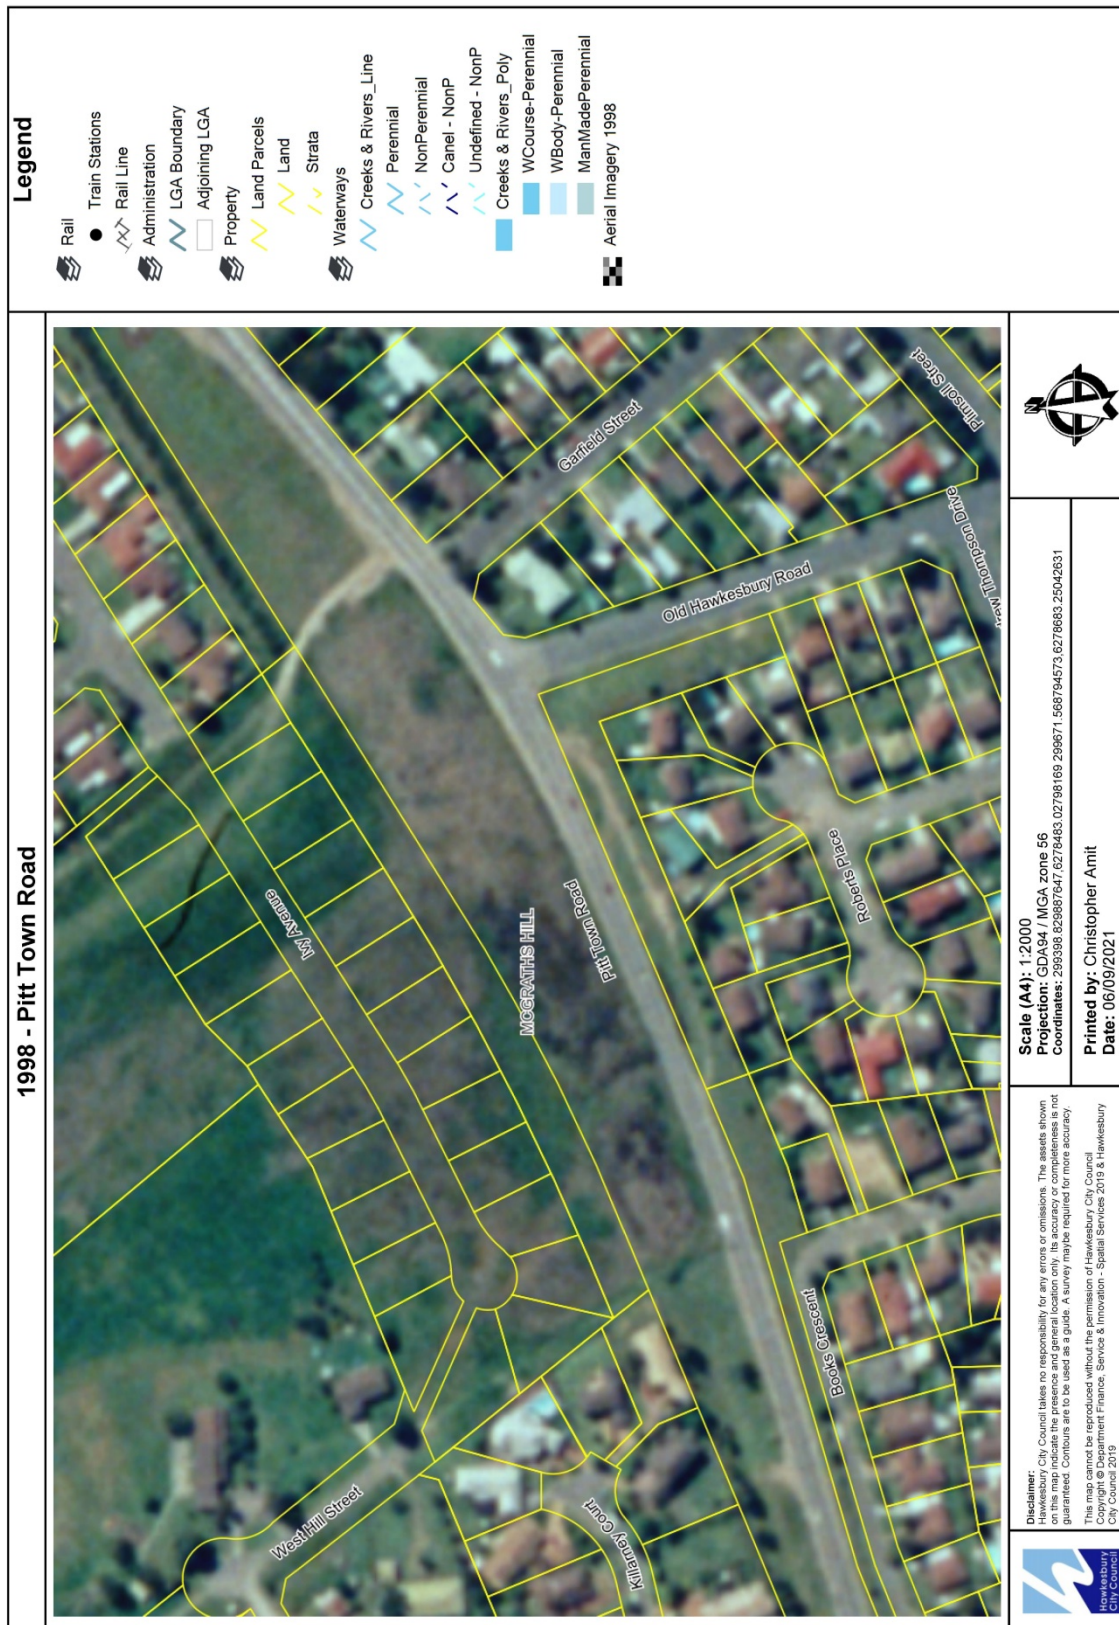 1998 - Pitt Town Road
Legend
Rail
Train Stations
Rail Line
Administration
LGA Boundary
Adjoining LGA
Property
Land Parcels
Land
Strata
Waterways
Creeks & Rivers_Line
Perennial
NonPerennial
Canel - NonP
Undefined - NonP
Creeks & Rivers_Poly
WCourse-Perennial
WBody-Perennial
ManMadePerennial
Aerial Imagery 1998
West Hill Street
Killarney Court
Ivy Avenue
MCGRATHS HILL
Pitt Town Road
Books Crescent
Roberts Place
Old Hawkesbury Road
Garfield Street
Plimsoll Street
Thompson Drive
Hawkesbury
City Council
Disclaimer:
Hawkesbury City Council takes no responsibility for any errors or omissions. The assets shown
on this map indicate the presence and general location only. Its accuracy or completeness is not
guaranteed. Contours are to be used as a guide. A survey maybe required for more accuracy.
This map cannot be reproduced without the permission of Hawkesbury City Council
Copyright © Department Finance, Service & Innovation - Spatial Services 2019 & Hawkesbury
City Council 2019
Scale (A4): 1:2000
Projection: GDA94 / MGA zone 56
Coordinates: 299398.829887647,6278483.02798169 299671.568794573,6278683.25042631
Printed by: Christopher Amit
Date: 06/09/2021
N